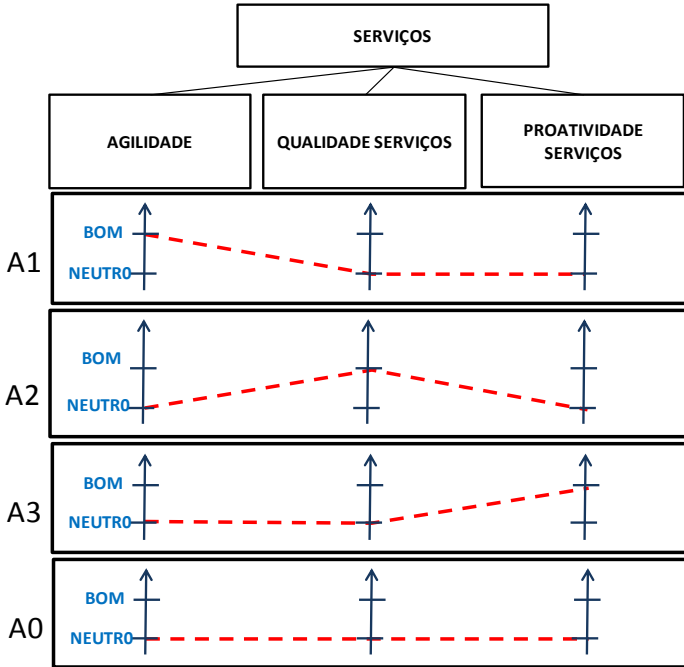 SERVIÇOS
AGILIDADE
QUALIDADE SERVIÇOS
PROATIVIDADE
SERVIÇOS
A1
BOM
NEUTR0
A2
BOM
NEUTR0
A3
BOM
NEUTR0
A0
BOM
NEUTR0